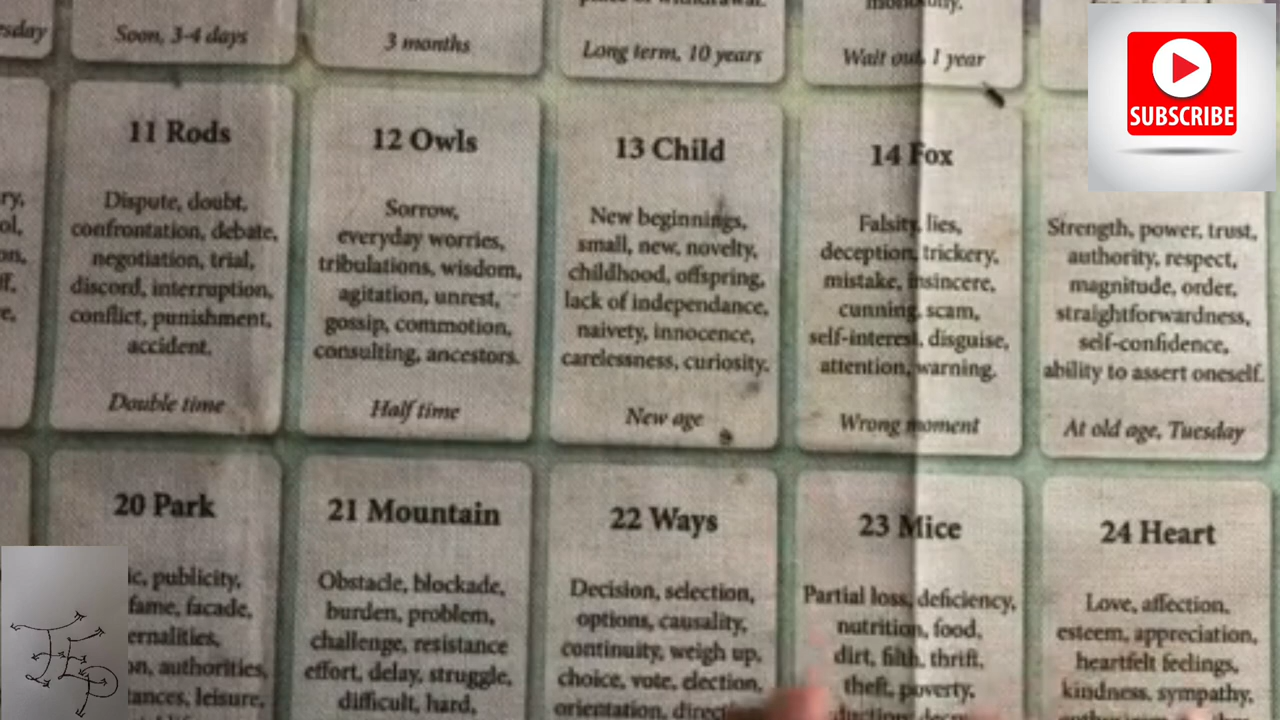 Soon, 3-4 days
3 months
Long term, 10 years
Wait out, 1 year
SUBSCRIBE
11 Rods
Dispute, doubt,
confrontation, debate,
negotiation, trial,
discord, interruption,
conflict, punishment,
accident.
Double time
12 Owls
Sorrow,
everyday worries,
tribulations, wisdom,
agitation, unrest,
gossip, commotion,
consulting, ancestors.
Half time
13 Child
New beginnings,
small, new, novelty,
childhood, offspring,
lack of independance,
naivety, innocence,
carelessness, curiosity.
New age
14 Fox
Falsity, lies,
deception, trickery,
mistake, insincere,
cunning, scam,
self-interest, disguise,
attention, warning.
Wrong moment
Strength, power, trust,
authority, respect,
magnitude, order,
straightforwardness,
self-confidence,
ability to assert oneself.
At old age, Tuesday
20 Park
publicity,
fame, facade,
authorities,
leisure,
21 Mountain
Obstacle, blockade,
burden, problem,
challenge, resistance
effort, delay, struggle,
difficult, hard,
22 Ways
Decision, selection,
options, causality,
continuity, weigh up,
choice, vote, election,
orientation,
23 Mice
Partial loss, deficiency,
nutrition, food,
dirt, filth, thrift,
theft, poverty,
24 Heart
Love, affection,
esteem, appreciation,
heartfelt feelings,
kindness, sympathy,